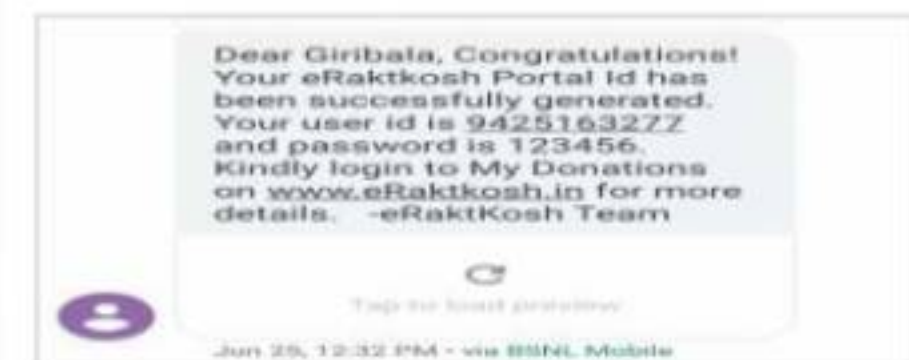 Dear Giribala, Congratulations!
Your eRaktkosh Portal Id has
been successfully generated.
Your user id is 9425163277
and password is 123456.
Kindly login to My Donations
on www.eRaktkosh.in for more
details. -eRaktKosh Team
Tap to load preview
Jun 25, 12:32 PM - via BSNL Mobile